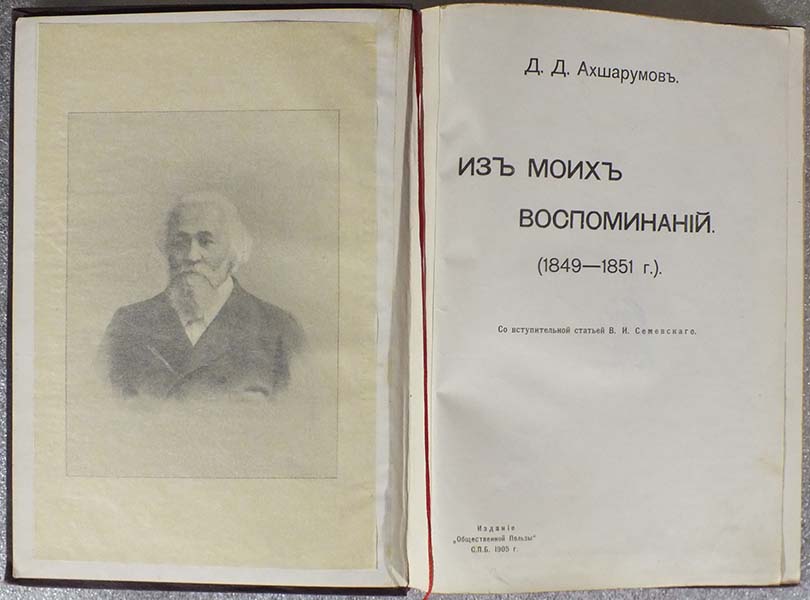 Д. Д. Ахшарумовъ.
ИЗЪ МОИХЪ
ВОСПОМИНАНІЙ.
(1849—1851 г.).
Со вступительной статьей В. И. Семевскаго.
Изданіе
„Общественной Пользы“
С.П.Б. 1905 г.